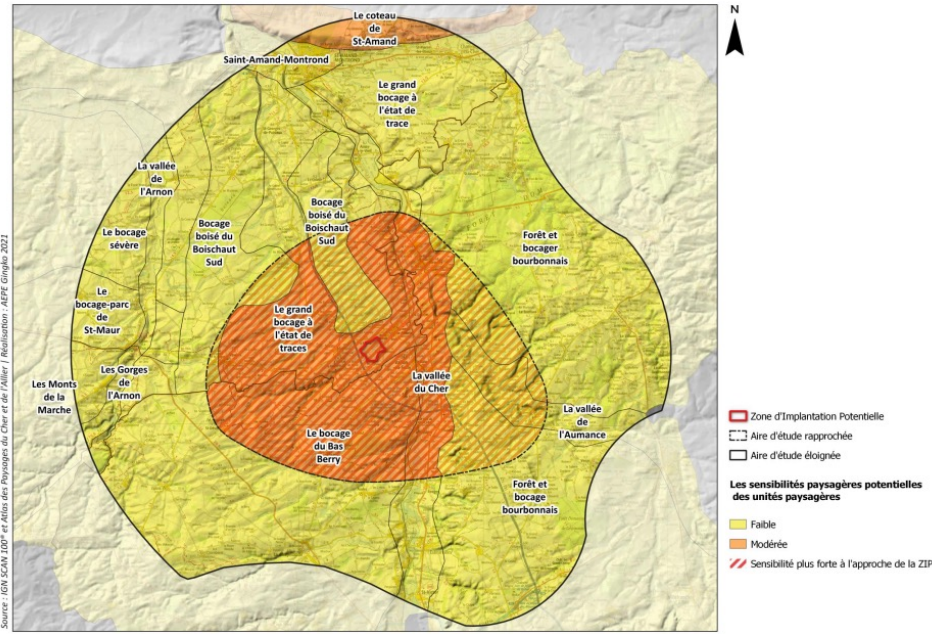 N
Le coteau
de
St-Amand
Saint-Amand-Montrond
Le grand
bocage à
l'état de
trace
La vallée
de
l'Arnon
Bocage
boisé du
Boischaut
Sud
Bocage
boisé du
Boischaut
Sud
Le bocage
sévère
Forêt et
bocager
bourbonnais
Le
bocage-parc
de
St-Maur
Le grand
bocage à
l'état de
traces
Les Gorges
de
l'Arnon
Les Monts
de la
Marche
La vallée
du Cher
La vallée
de
l'Aumance
Le bocage
du Bas
Berry
Forêt et
bocage
bourbonnais
Zone d'Implantation Potentielle
Aire d'étude rapprochée
Aire d'étude éloignée
Les sensibilités paysagères potentielles
des unités paysagères
Faible
Modérée
Sensibilité plus forte à l'approche de la ZIP
Source : IGN SCAN 100® et Atlas des Paysages du Cher et de l'Allier | Réalisation : AEPE Gingko 2021